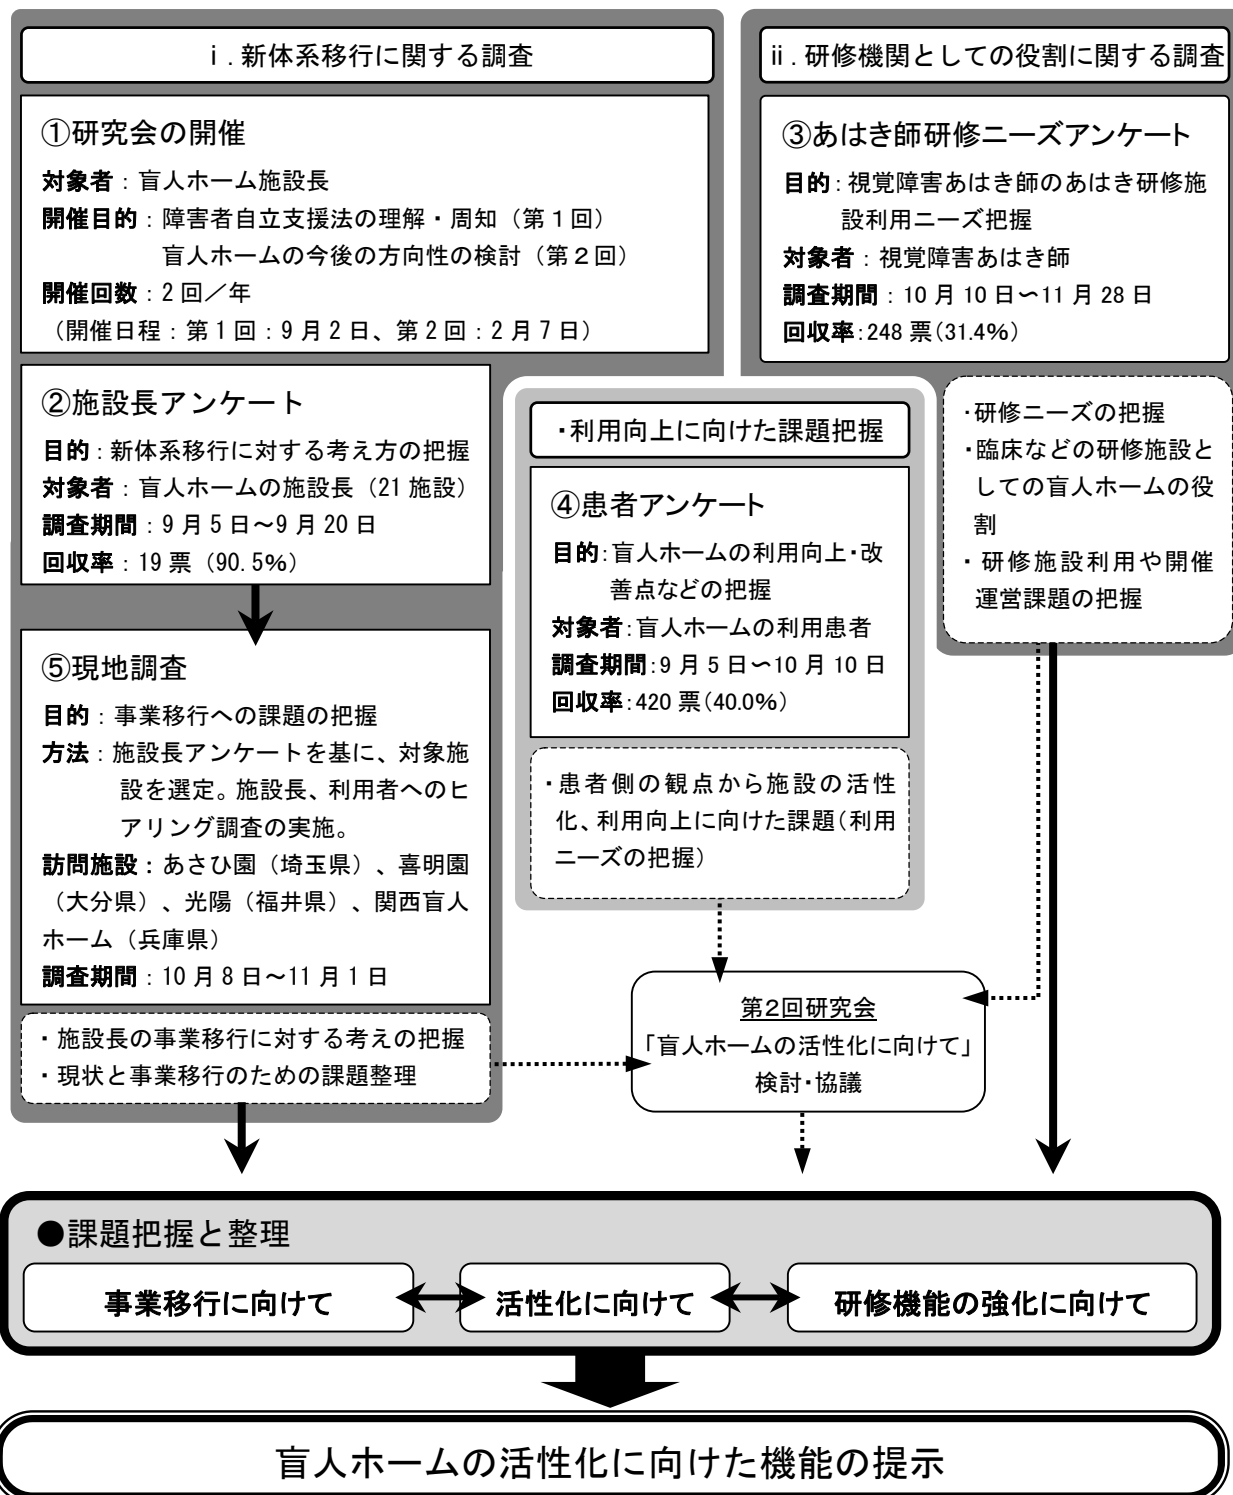 ⅰ.新体系移行に関する調査
①研究会の開催
対象者：盲人ホーム施設長
開催目的：障害者自立支援法の理解・周知（第１回）
盲人ホームの今後の方向性の検討（第２回）
開催回数：2回／年
（開催日程：第1回：9月2日、第2回：2月7日）
②施設長アンケート
目的：新体系移行に対する考え方の把握
対象者：盲人ホームの施設長（21施設）
調査期間：9月5日～9月20日
回収率：19票（90.5%）
⑤現地調査
目的：事業移行への課題の把握
方法：施設長アンケートを基に、対象施
設を選定。施設長、利用者へのヒ
アリング調査の実施。
訪問施設：あさひ園（埼玉県）、喜明園
（大分県）、光陽（福井県）、関西盲人
ホーム（兵庫県）
調査期間：10月8日～11月1日
・施設長の事業移行に対する考えの把握
・現状と事業移行のための課題整理
ⅱ.研修機関としての役割に関する調査
③あはき師研修ニーズアンケート
目的：視覚障害あはき師のあはき研修施
設利用ニーズ把握
対象者：視覚障害あはき師
調査期間：10月10日～11月28日
回収率：248票（31.4%）
・研修ニーズの把握
・臨床などの研修施設と
しての盲人ホームの役
割
・研修施設利用や開催
運営課題の把握
・利用向上に向けた課題把握
④患者アンケート
目的：盲人ホームの利用向上・改
善点などの把握
対象者：盲人ホームの利用患者
調査期間：9月5日～10月10日
回収率：420票（40.0%）
・患者側の観点から施設の活性
化、利用向上に向けた課題（利用
ニーズの把握）
第2回研究会
「盲人ホームの活性化に向けて」
検討・協議
●課題把握と整理
事業移行に向けて
活性化に向けて
研修機能の強化に向けて
盲人ホームの活性化に向けた機能の提示